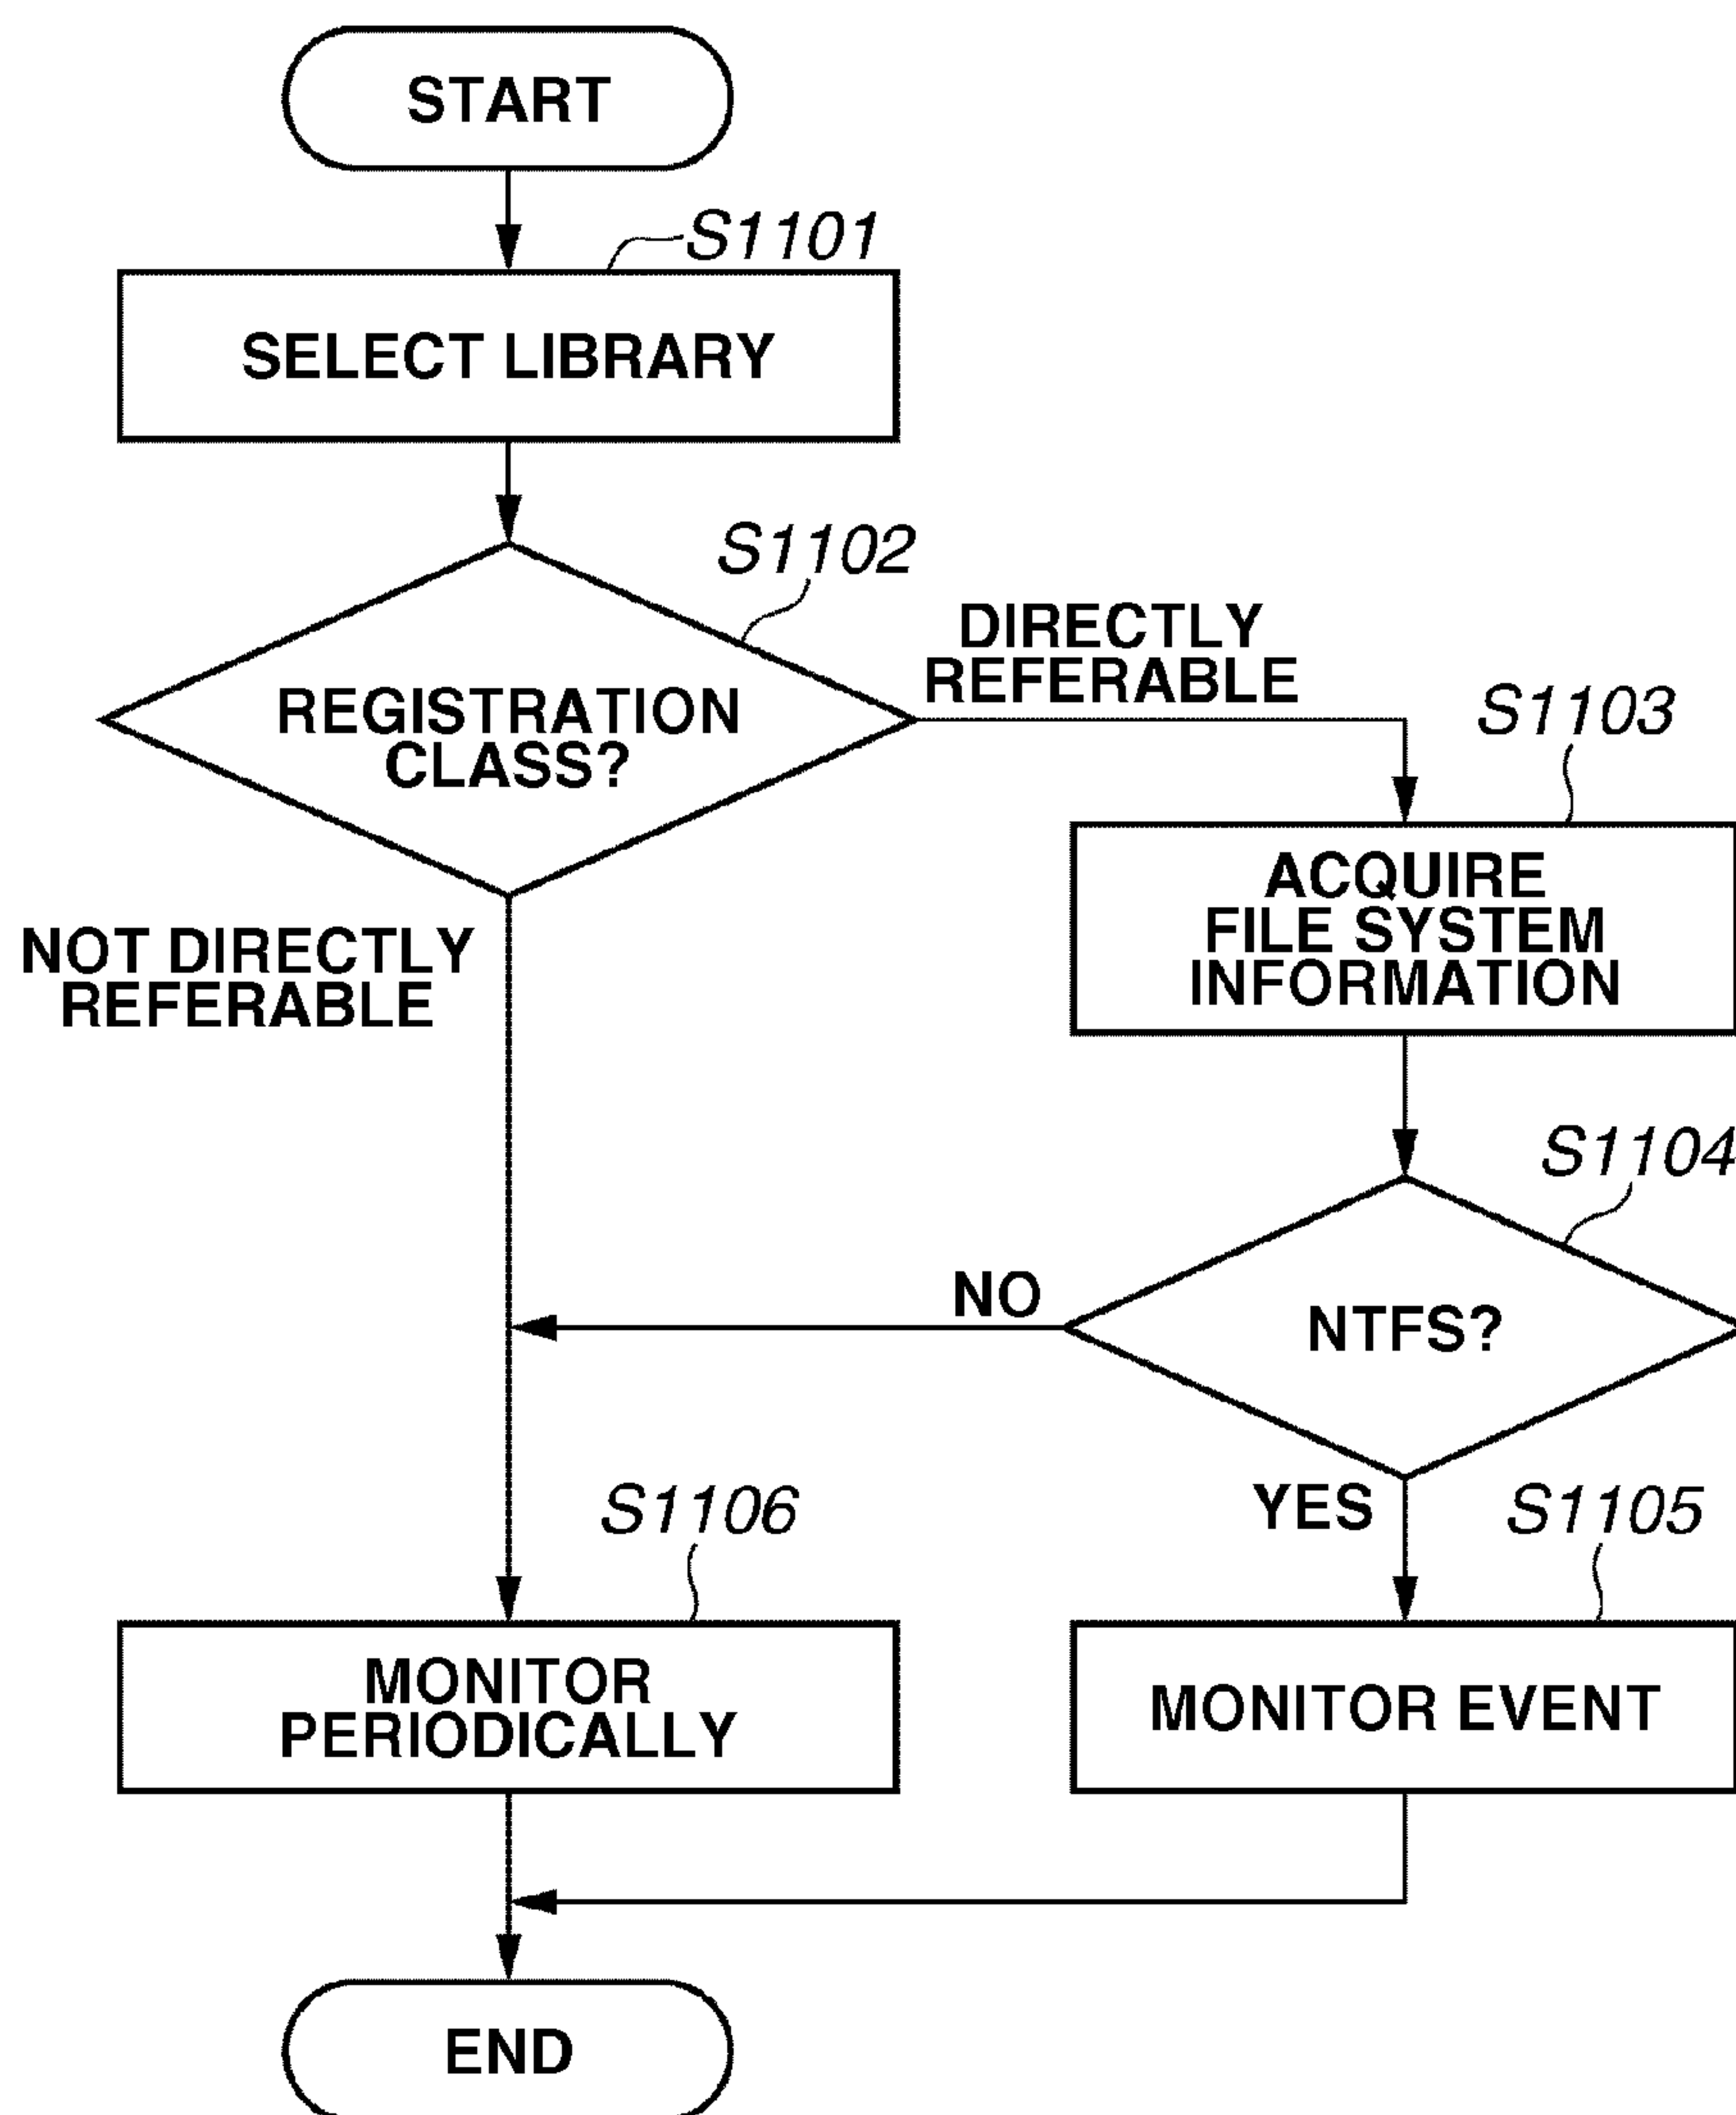 START
S1101
SELECT LIBRARY
S1102
DIRECTLY
REFERABLE
REGISTRATION
CLASS?
S1103
ACQUIRE
FILE SYSTEM
INFORMATION
NOT DIRECTLY
REFERABLE
S1104
NO
NTFS?
YES
S1105
S1106
MONITOR
PERIODICALLY
MONITOR EVENT
END